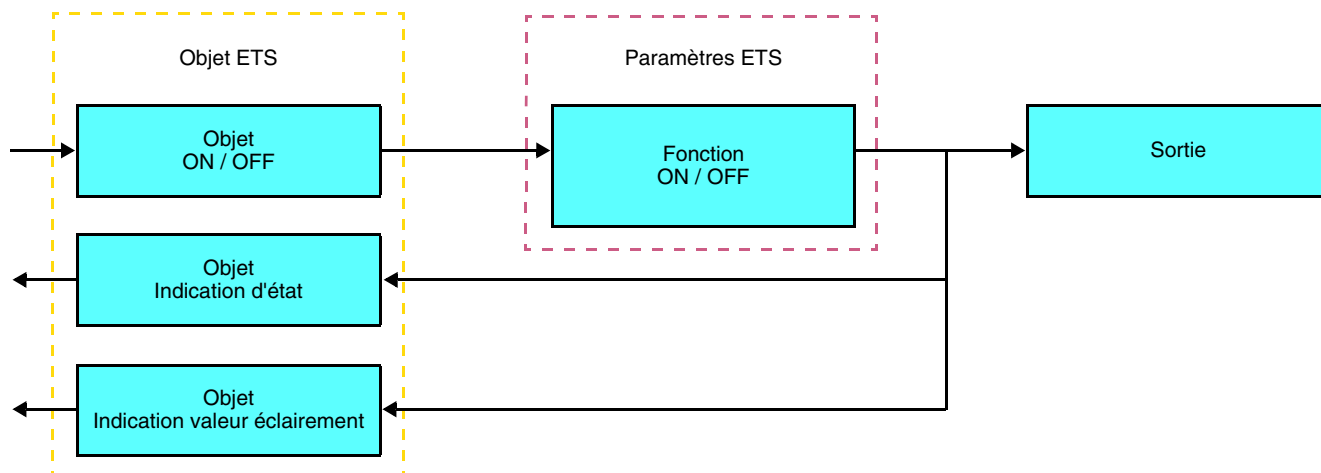 Objet ETS
Paramètres ETS
Objet
ON / OFF
Fonction
ON / OFF
Sortie
Objet
Indication d'état
Objet
Indication valeur éclairement